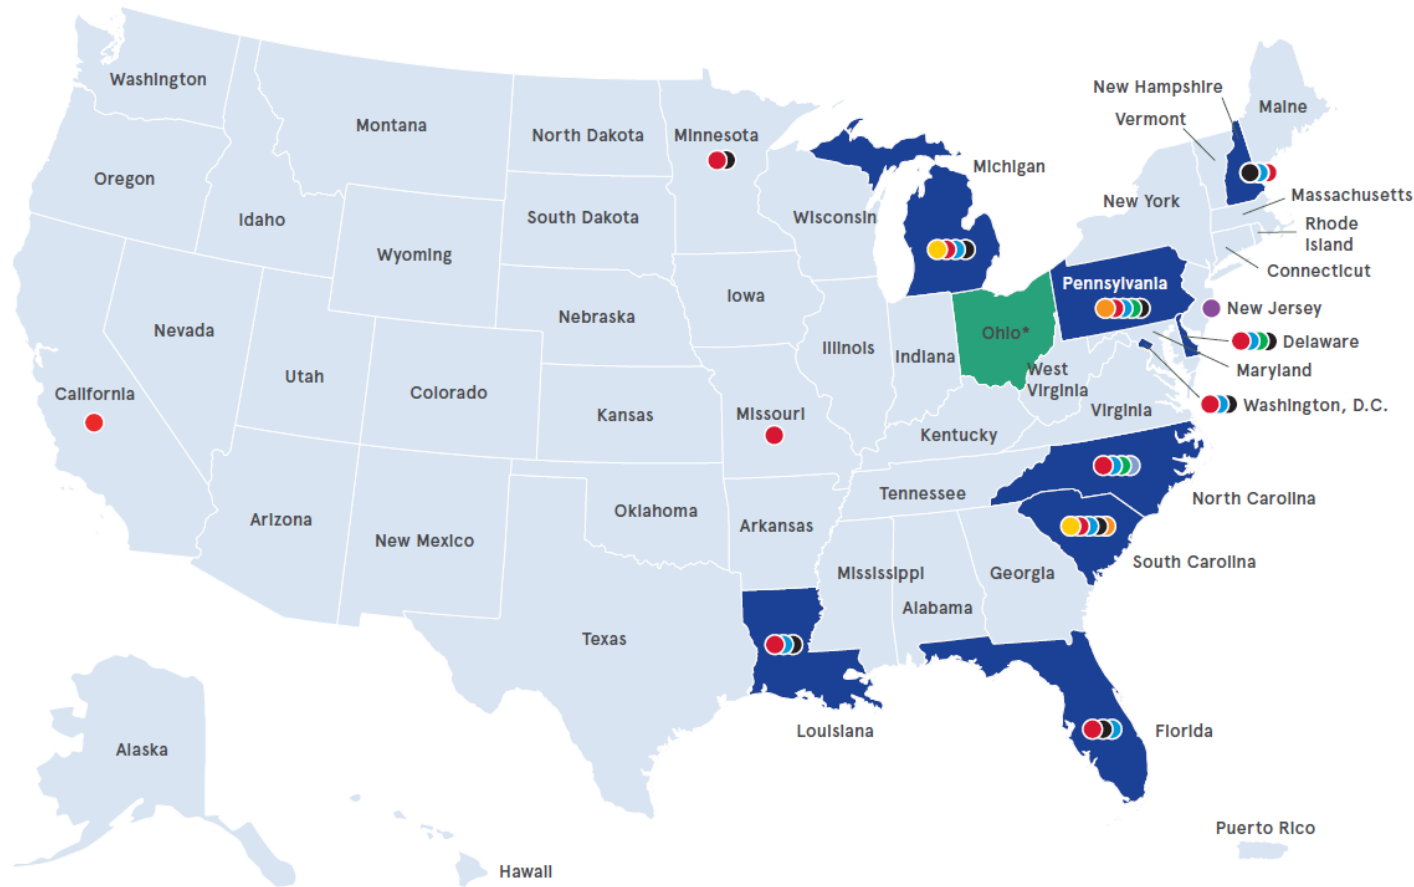 Washington
Oregon
Montana
Idaho
North Dakota
Minnesota
South Dakota
Wyoming
Wisconsin
Michigan
New Hampshire
Vermont
Maine
New York
Massachusetts
Rhode
Island
Connecticut
Nevada
Nebraska
Iowa
Pennsylvania
New Jersey
Delaware
Maryland
Washington, D.C.
Ohio*
Illinois
Indiana
West
Virginia
Virginia
Utah
Colorado
California
Kansas
Missouri
Kentucky
North Carolina
Tennessee
Arizona
New Mexico
Oklahoma
Arkansas
South Carolina
Mississippi
Alabama
Georgia
Texas
Louisiana
Florida
Alaska
Hawaii
Puerto Rico